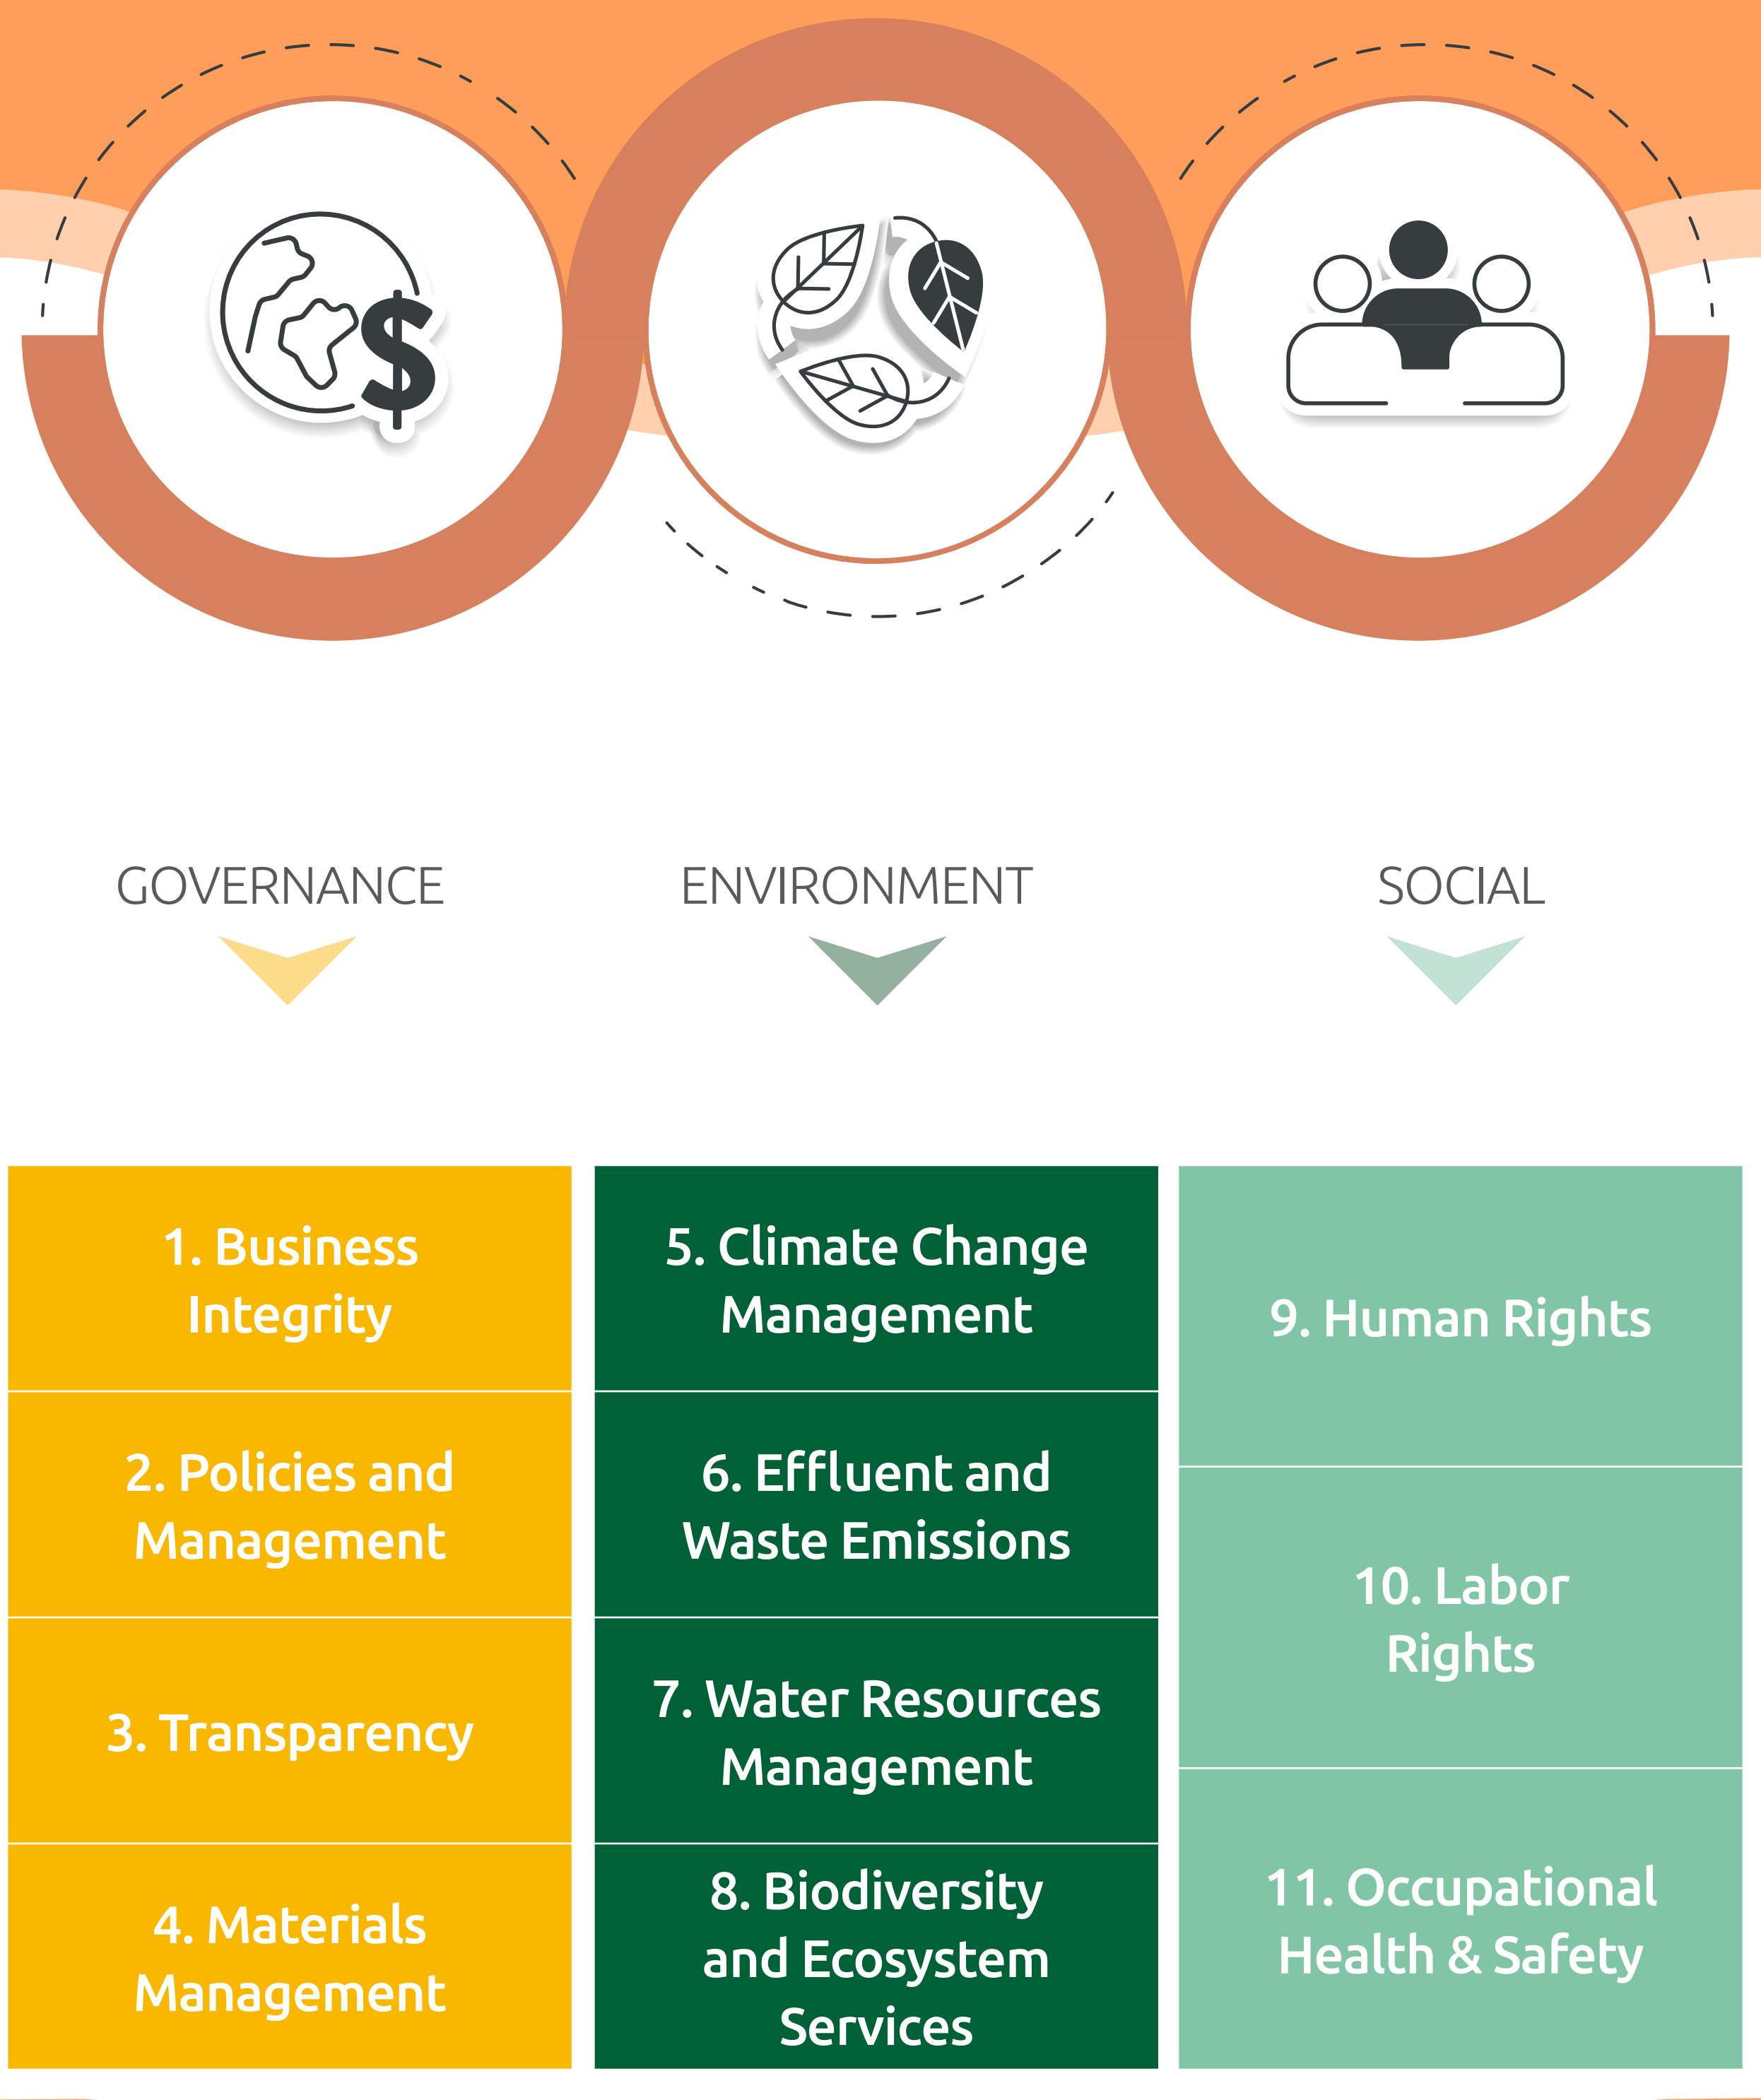 GOVERNANCE
ENVIRONMENT
SOCIAL
1. Business
Integrity
2. Policies and
Management
3. Transparency
4. Materials
Management
5. Climate Change
Management
6. Effluent and
Waste Emissions
7. Water Resources
Management
8. Biodiversity
and Ecosystem
Services
9. Human Rights
10. Labor
Rights
11. Occupational
Health & Safety